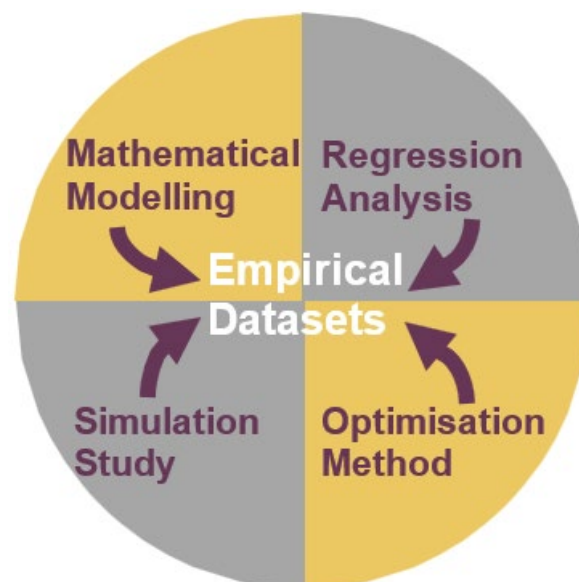 Mathematical
Modelling
Regression
Analysis
Empirical
Datasets
Simulation
Study
Optimisation
Method